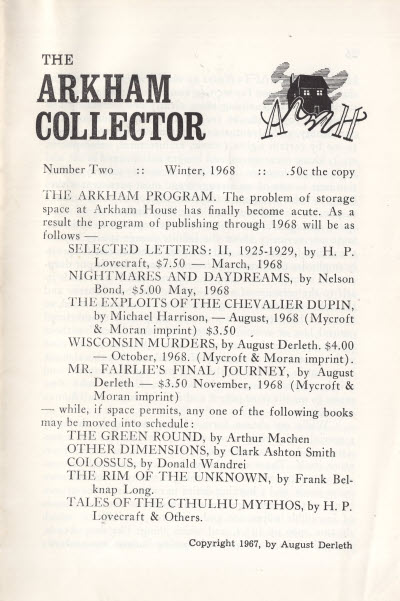 THE
ARKHAM
COLLECTOR
AmH
Number Two :: Winter, 1968 :: .50c the copy
THE ARKHAM PROGRAM. The problem of storage
space at Arkham House has finally become acute. As a
result the program of publishing through 1968 will be as
follows —
SELECTED LETTERS: II, 1925-1929, by H. P.
Lovecraft, $7.50 — March, 1968
NIGHTMARES AND DAYDREAMS, by Nelson
Bond, $5.00 May, 1968
THE EXPLOITS OF THE CHEVALIER DUPIN,
by Michael Harrison, — August, 1968 (Mycroft
& Moran imprint) $3.50
WISCONSIN MURDERS, by August Derleth. $4.00
— October, 1968. (Mycroft & Moran imprint).
MR. FAIRLIE'S FINAL JOURNEY, by August
Derleth — $3.50 November, 1968 (Mycroft &
Moran imprint)
— while, if space permits, any one of the following books
may be moved into schedule:
THE GREEN ROUND, by Arthur Machen
OTHER DIMENSIONS, by Clark Ashton Smith
COLOSSUS, by Donald Wandrei
THE RIM OF THE UNKNOWN, by Frank Bel-
knap Long.
TALES OF THE CTHULHU MYTHOS, by H. P.
Lovecraft & Others.
Copyright 1967, by August Derleth